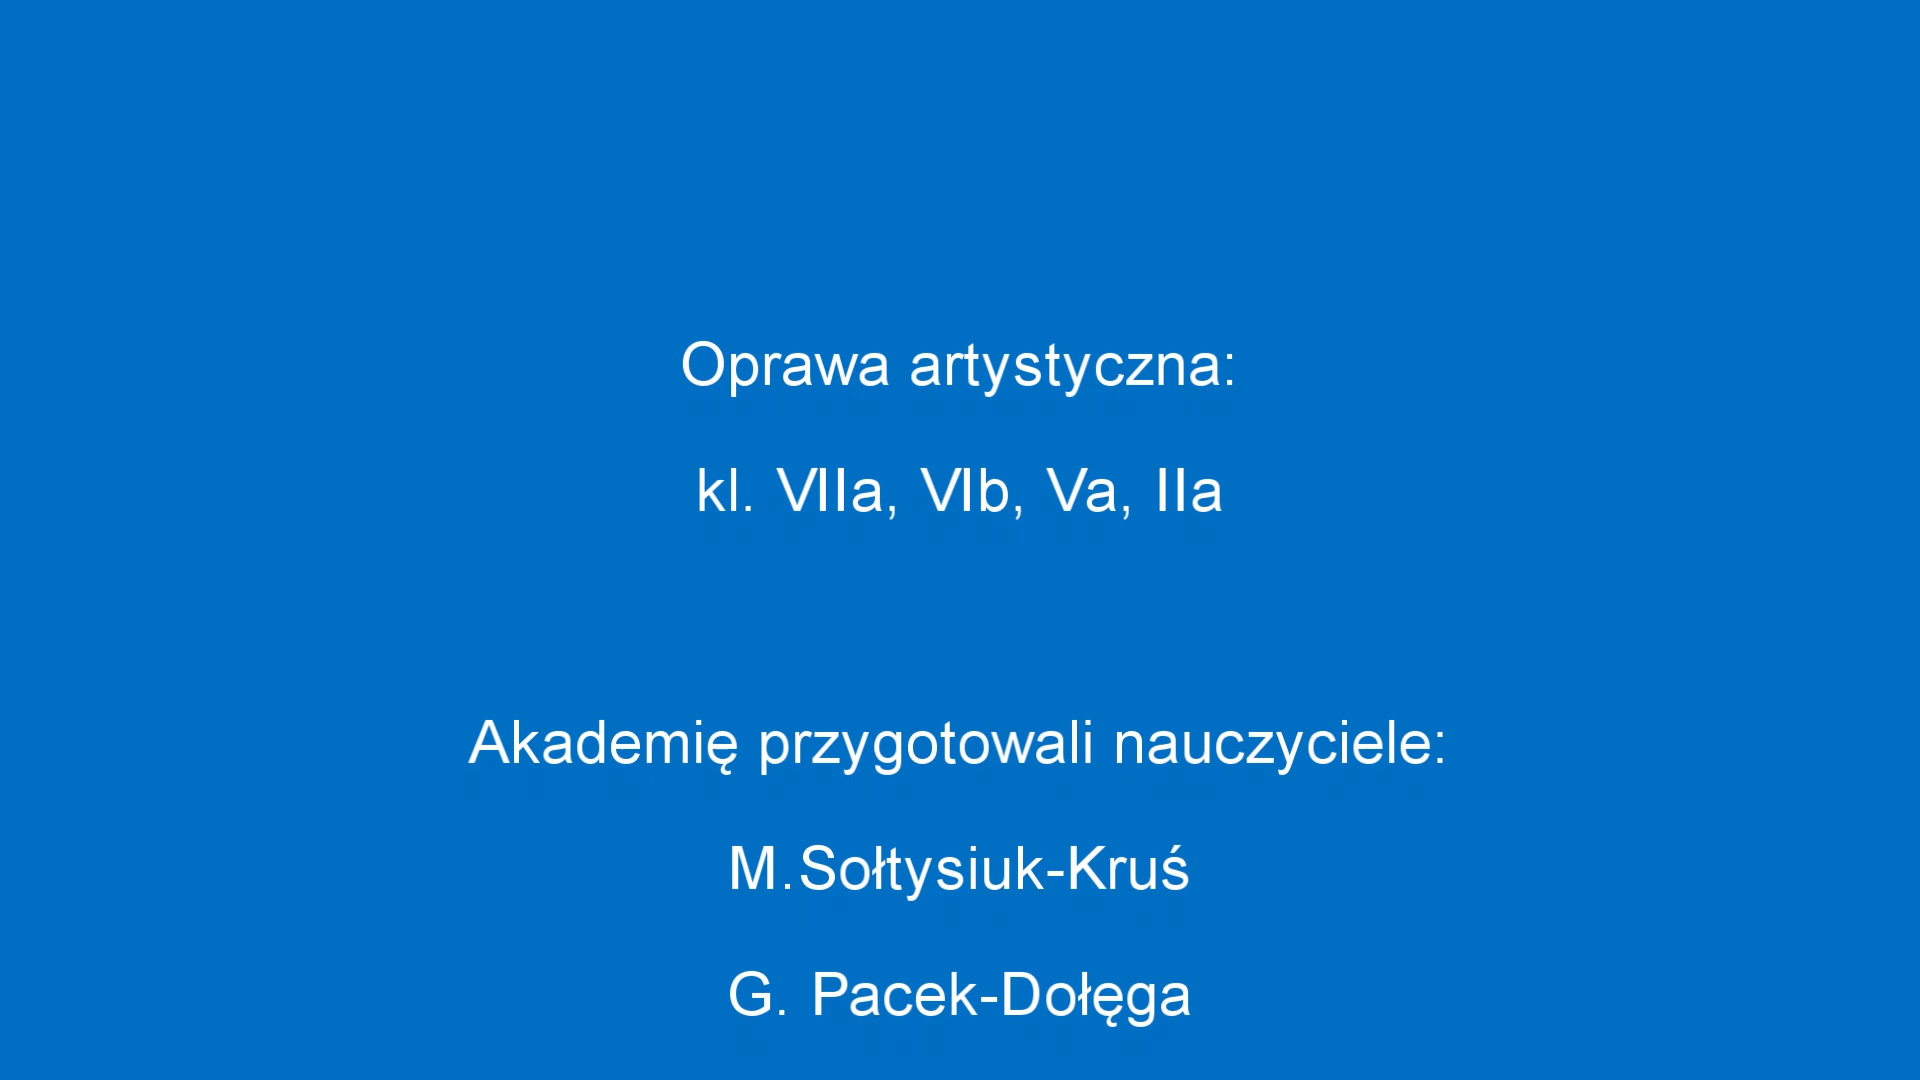 Oprawa artystyczna:
kl. VIIa, VIb, Va, IIa
Akademię przygotowali nauczyciele:
M.Sołtysiuk-Kruś
G. Pacek-Dołęga